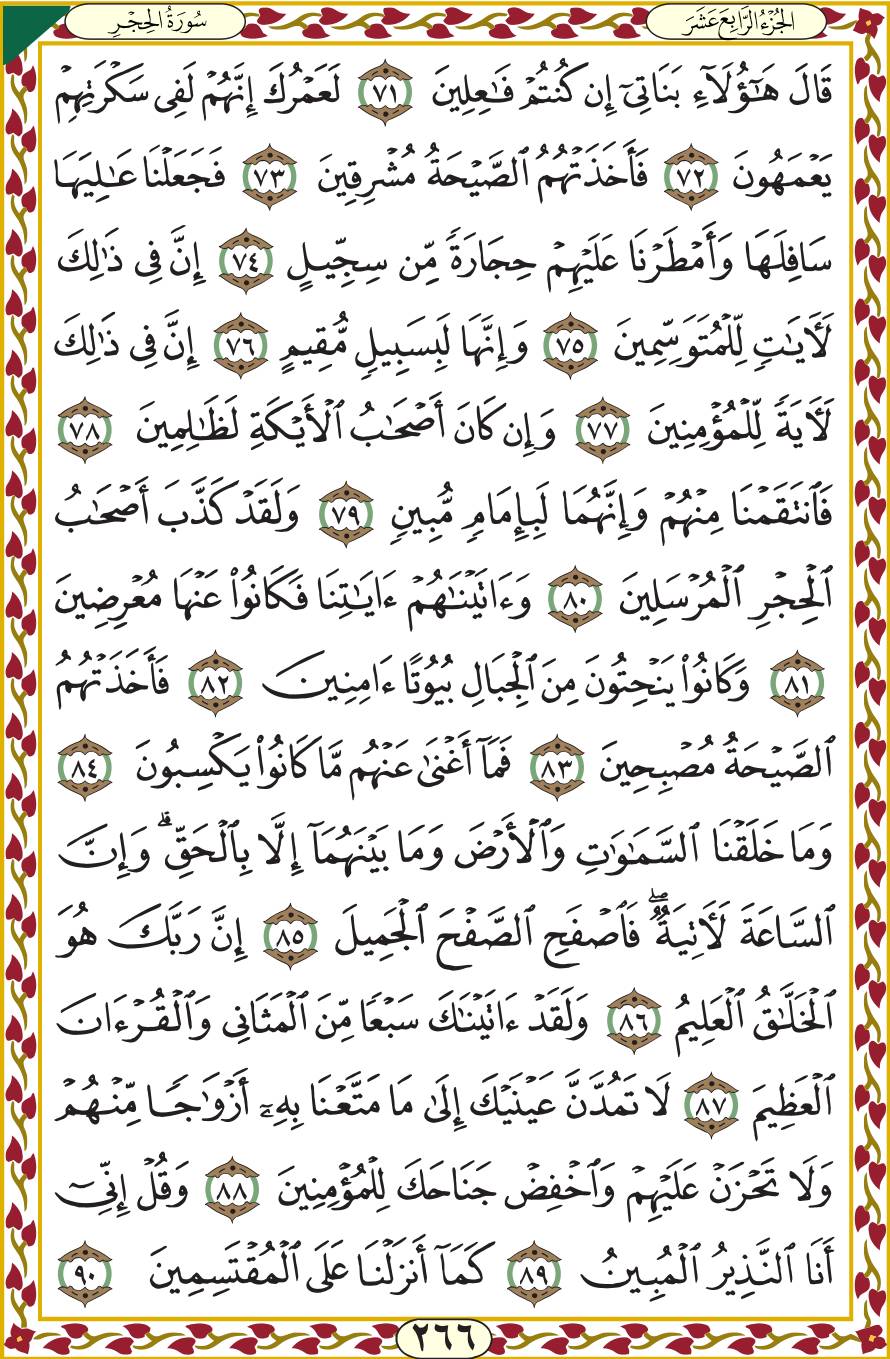 سُورَةُ الحِجْرِ
الجُزْءُ الرَّابِعَ عَشَرَ
قَالَ هَـٰٓؤُلَآءِ بَنَاتِىٓ إِن كُنتُمْ فَـٰعِلِينَ ٧١ لَعَمْرُكَ إِنَّهُمْ لَفِى سَكْرَتِهِمْ
يَعْمَهُونَ ٧٢ فَأَخَذَتْهُمُ ٱلصَّيْحَةُ مُشْرِقِينَ ٧٣ فَجَعَلْنَا عَـٰلِيَهَا
سَافِلَهَا وَأَمْطَرْنَا عَلَيْهِمْ حِجَارَةً مِّن سِجِّيلٍ ٧٤ إِنَّ فِى ذَٰلِكَ
لَـَٔايَـٰتٍ لِّلْمُتَوَسِّمِينَ ٧٥ وَإِنَّهَا لَبِسَبِيلٍ مُّقِيمٍ ٧٦ إِنَّ فِى ذَٰلِكَ
لَـَٔايَةً لِّلْمُؤْمِنِينَ ٧٧ وَإِن كَانَ أَصْحَـٰبُ ٱلْأَيْكَةِ لَظَـٰلِمِينَ ٧٨
فَٱنتَقَمْنَا مِنْهُمْ وَإِنَّهُمَا لَبِإِمَامٍ مُّبِينٍ ٧٩ وَلَقَدْ كَذَّبَ أَصْحَـٰبُ
ٱلْحِجْرِ ٱلْمُرْسَلِينَ ٨٠ وَءَاتَيْنَـٰهُمْ ءَايَـٰتِنَا فَكَانُوا۟ عَنْهَا مُعْرِضِينَ
٨١ وَكَانُوا۟ يَنْحِتُونَ مِنَ ٱلْجِبَالِ بُيُوتًا ءَامِنِينَ ٨٢ فَأَخَذَتْهُمُ
ٱلصَّيْحَةُ مُصْبِحِينَ ٨٣ فَمَآ أَغْنَىٰ عَنْهُم مَّا كَانُوا۟ يَكْسِبُونَ ٨٤
وَمَا خَلَقْنَا ٱلسَّمَـٰوَٰتِ وَٱلْأَرْضَ وَمَا بَيْنَهُمَآ إِلَّا بِٱلْحَقِّ ۗ وَإِنَّ
ٱلسَّاعَةَ لَـَٔاتِيَةٌ ۖ فَٱصْفَحِ ٱلصَّفْحَ ٱلْجَمِيلَ ٨٥ إِنَّ رَبَّكَ هُوَ
ٱلْخَلَّـٰقُ ٱلْعَلِيمُ ٨٦ وَلَقَدْ ءَاتَيْنَـٰكَ سَبْعًا مِّنَ ٱلْمَثَانِى وَٱلْقُرْءَانَ
ٱلْعَظِيمَ ٨٧ لَا تَمُدَّنَّ عَيْنَيْكَ إِلَىٰ مَا مَتَّعْنَا بِهِۦٓ أَزْوَٰجًا مِّنْهُمْ
وَلَا تَحْزَنْ عَلَيْهِمْ وَٱخْفِضْ جَنَاحَكَ لِلْمُؤْمِنِينَ ٨٨ وَقُلْ إِنِّىٓ
أَنَا ٱلنَّذِيرُ ٱلْمُبِينُ ٨٩ كَمَآ أَنزَلْنَا عَلَى ٱلْمُقْتَسِمِينَ ٩٠
٢٦٦